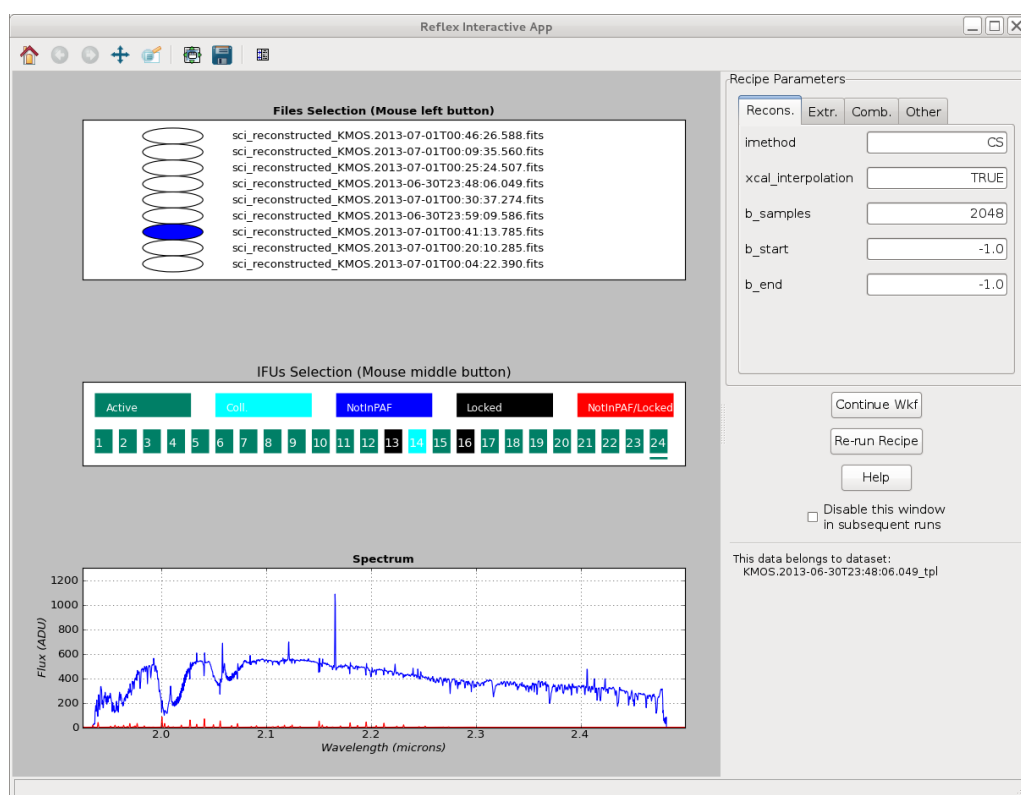 Reflex Interactive App
Files Selection (Mouse left button)
sci_reconstructed_KMOS.2013-07-01T00:46:26.588.fits
sci_reconstructed_KMOS.2013-07-01T00:09:35.560.fits
sci_reconstructed_KMOS.2013-07-01T00:25:24.507.fits
sci_reconstructed_KMOS.2013-06-30T23:48:06.049.fits
sci_reconstructed_KMOS.2013-07-01T00:30:37.274.fits
sci_reconstructed_KMOS.2013-06-30T23:59:09.586.fits
sci_reconstructed_KMOS.2013-07-01T00:41:13.785.fits
sci_reconstructed_KMOS.2013-07-01T00:20:10.285.fits
sci_reconstructed_KMOS.2013-07-01T00:04:22.390.fits
IFUs Selection (Mouse middle button)
Active Coll. NotInPAF Locked NotInPAF/Locked
1 2 3 4 5 6 7 8 9 10 11 12 13 14 15 16 17 18 19 20 21 22 23 24
Spectrum
1200
1000
800
600
400
200
0
Flux (ADU)
2.0 2.1 2.2 2.3 2.4
Wavelength (microns)
Recipe Parameters
Recons. Extr. Comb. Other
imethod CS
xcal_interpolation TRUE
b_samples 2048
b_start -1.0
b_end -1.0
Continue Wkf
Re-run Recipe
Help
Disable this window
in subsequent runs
This data belongs to dataset:
KMOS.2013-06-30T23:48:06.049_tpl